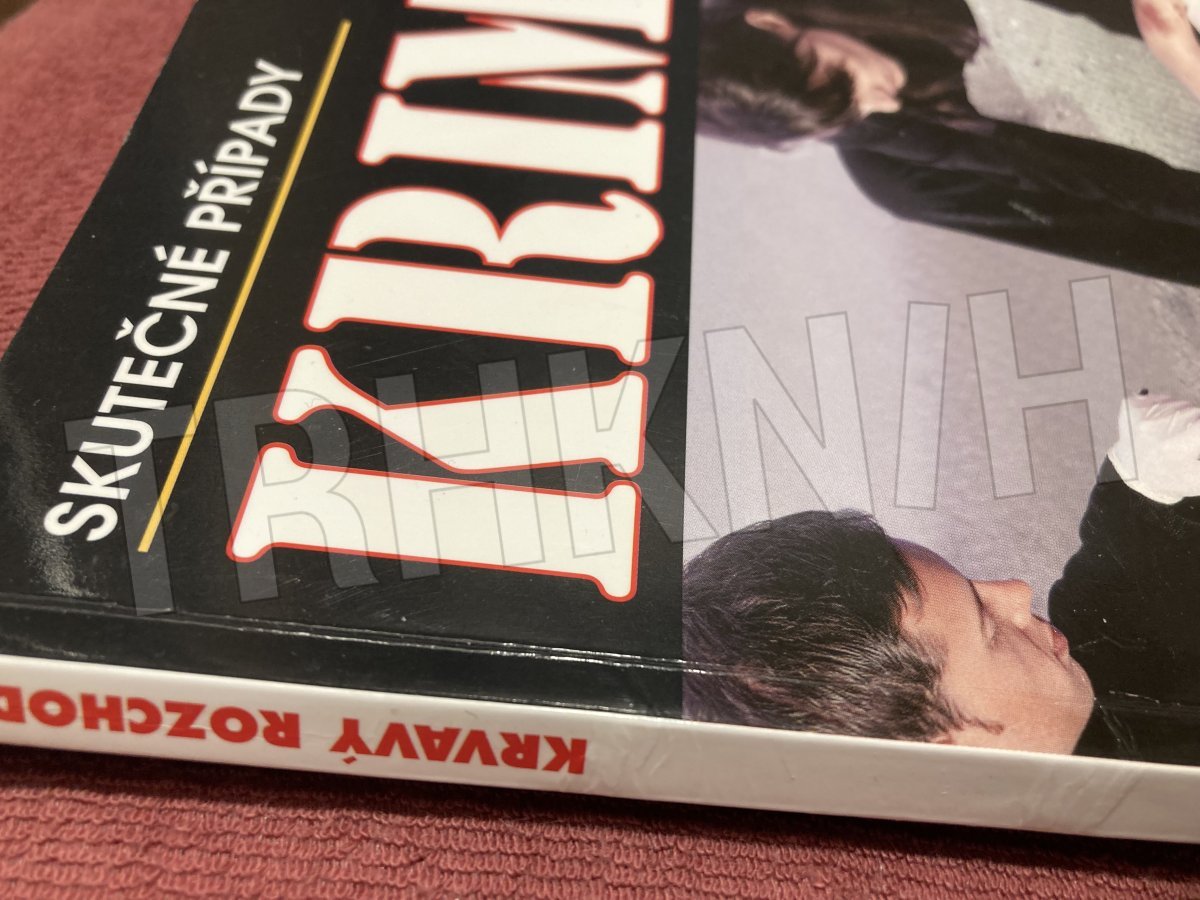 SKUTEČNÉ PŘÍPADY
KRIM
KRVAVÝ ROZCHOD
TRHKNIH